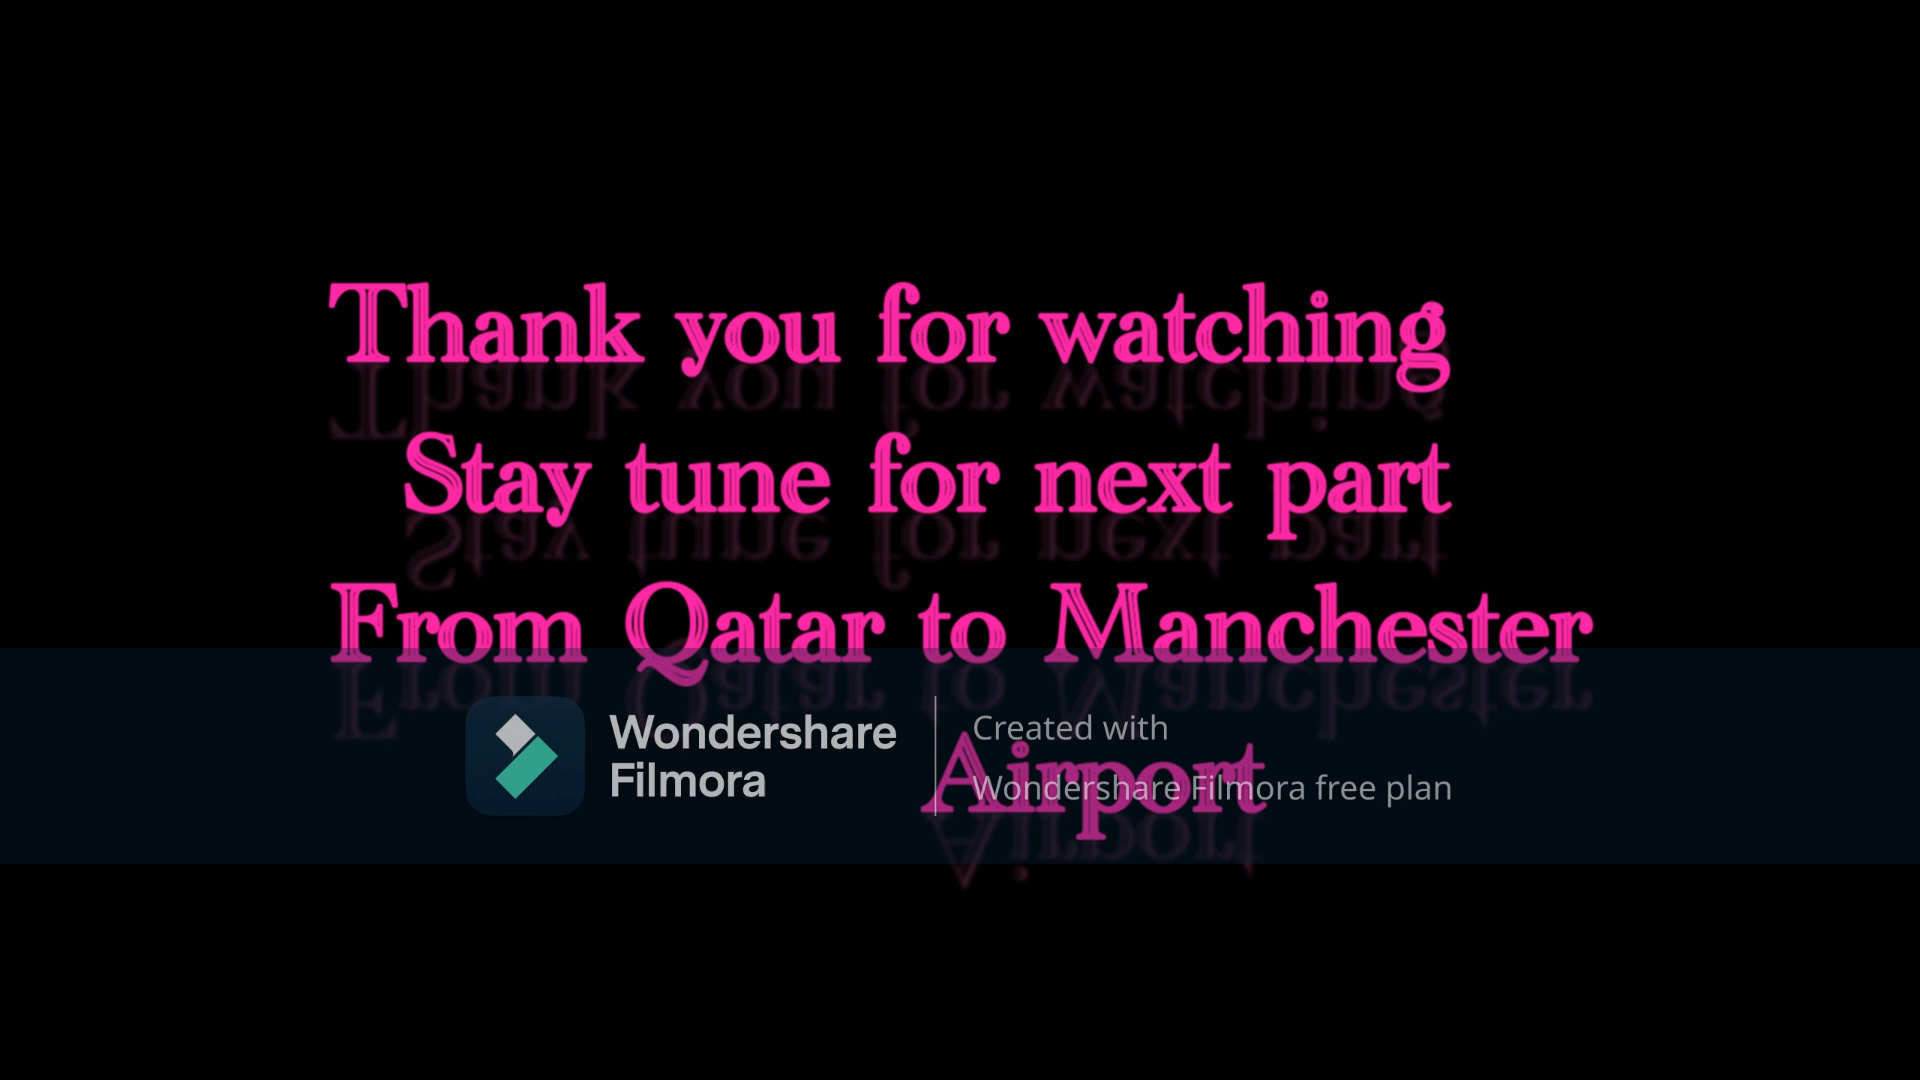 Thank you for watching
Stay tune for next part
From Qatar to Manchester
Airport
Wondershare
Filmora
Created with
Wondershare Filmora free plan